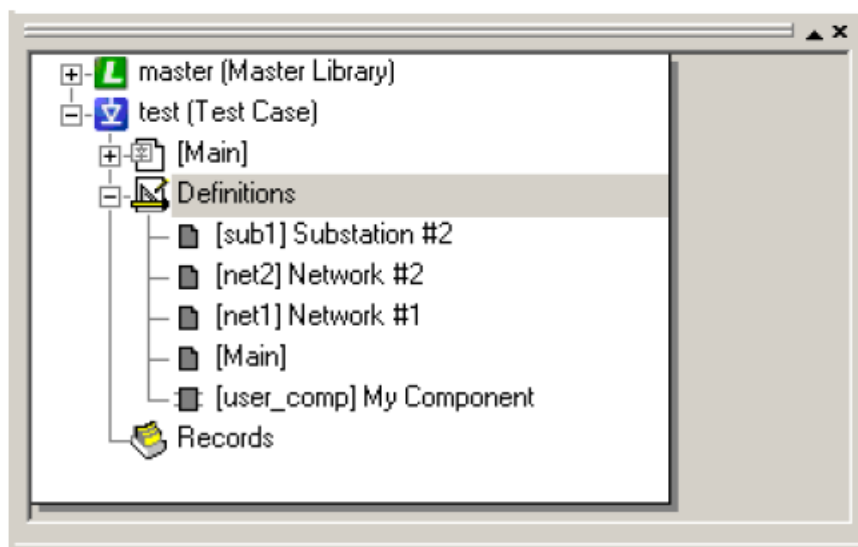 master (Master Library)
test (Test Case)
[Main]
Definitions
[sub1] Substation #2
[net2] Network #2
[net1] Network #1
[Main]
[user_comp] My Component
Records